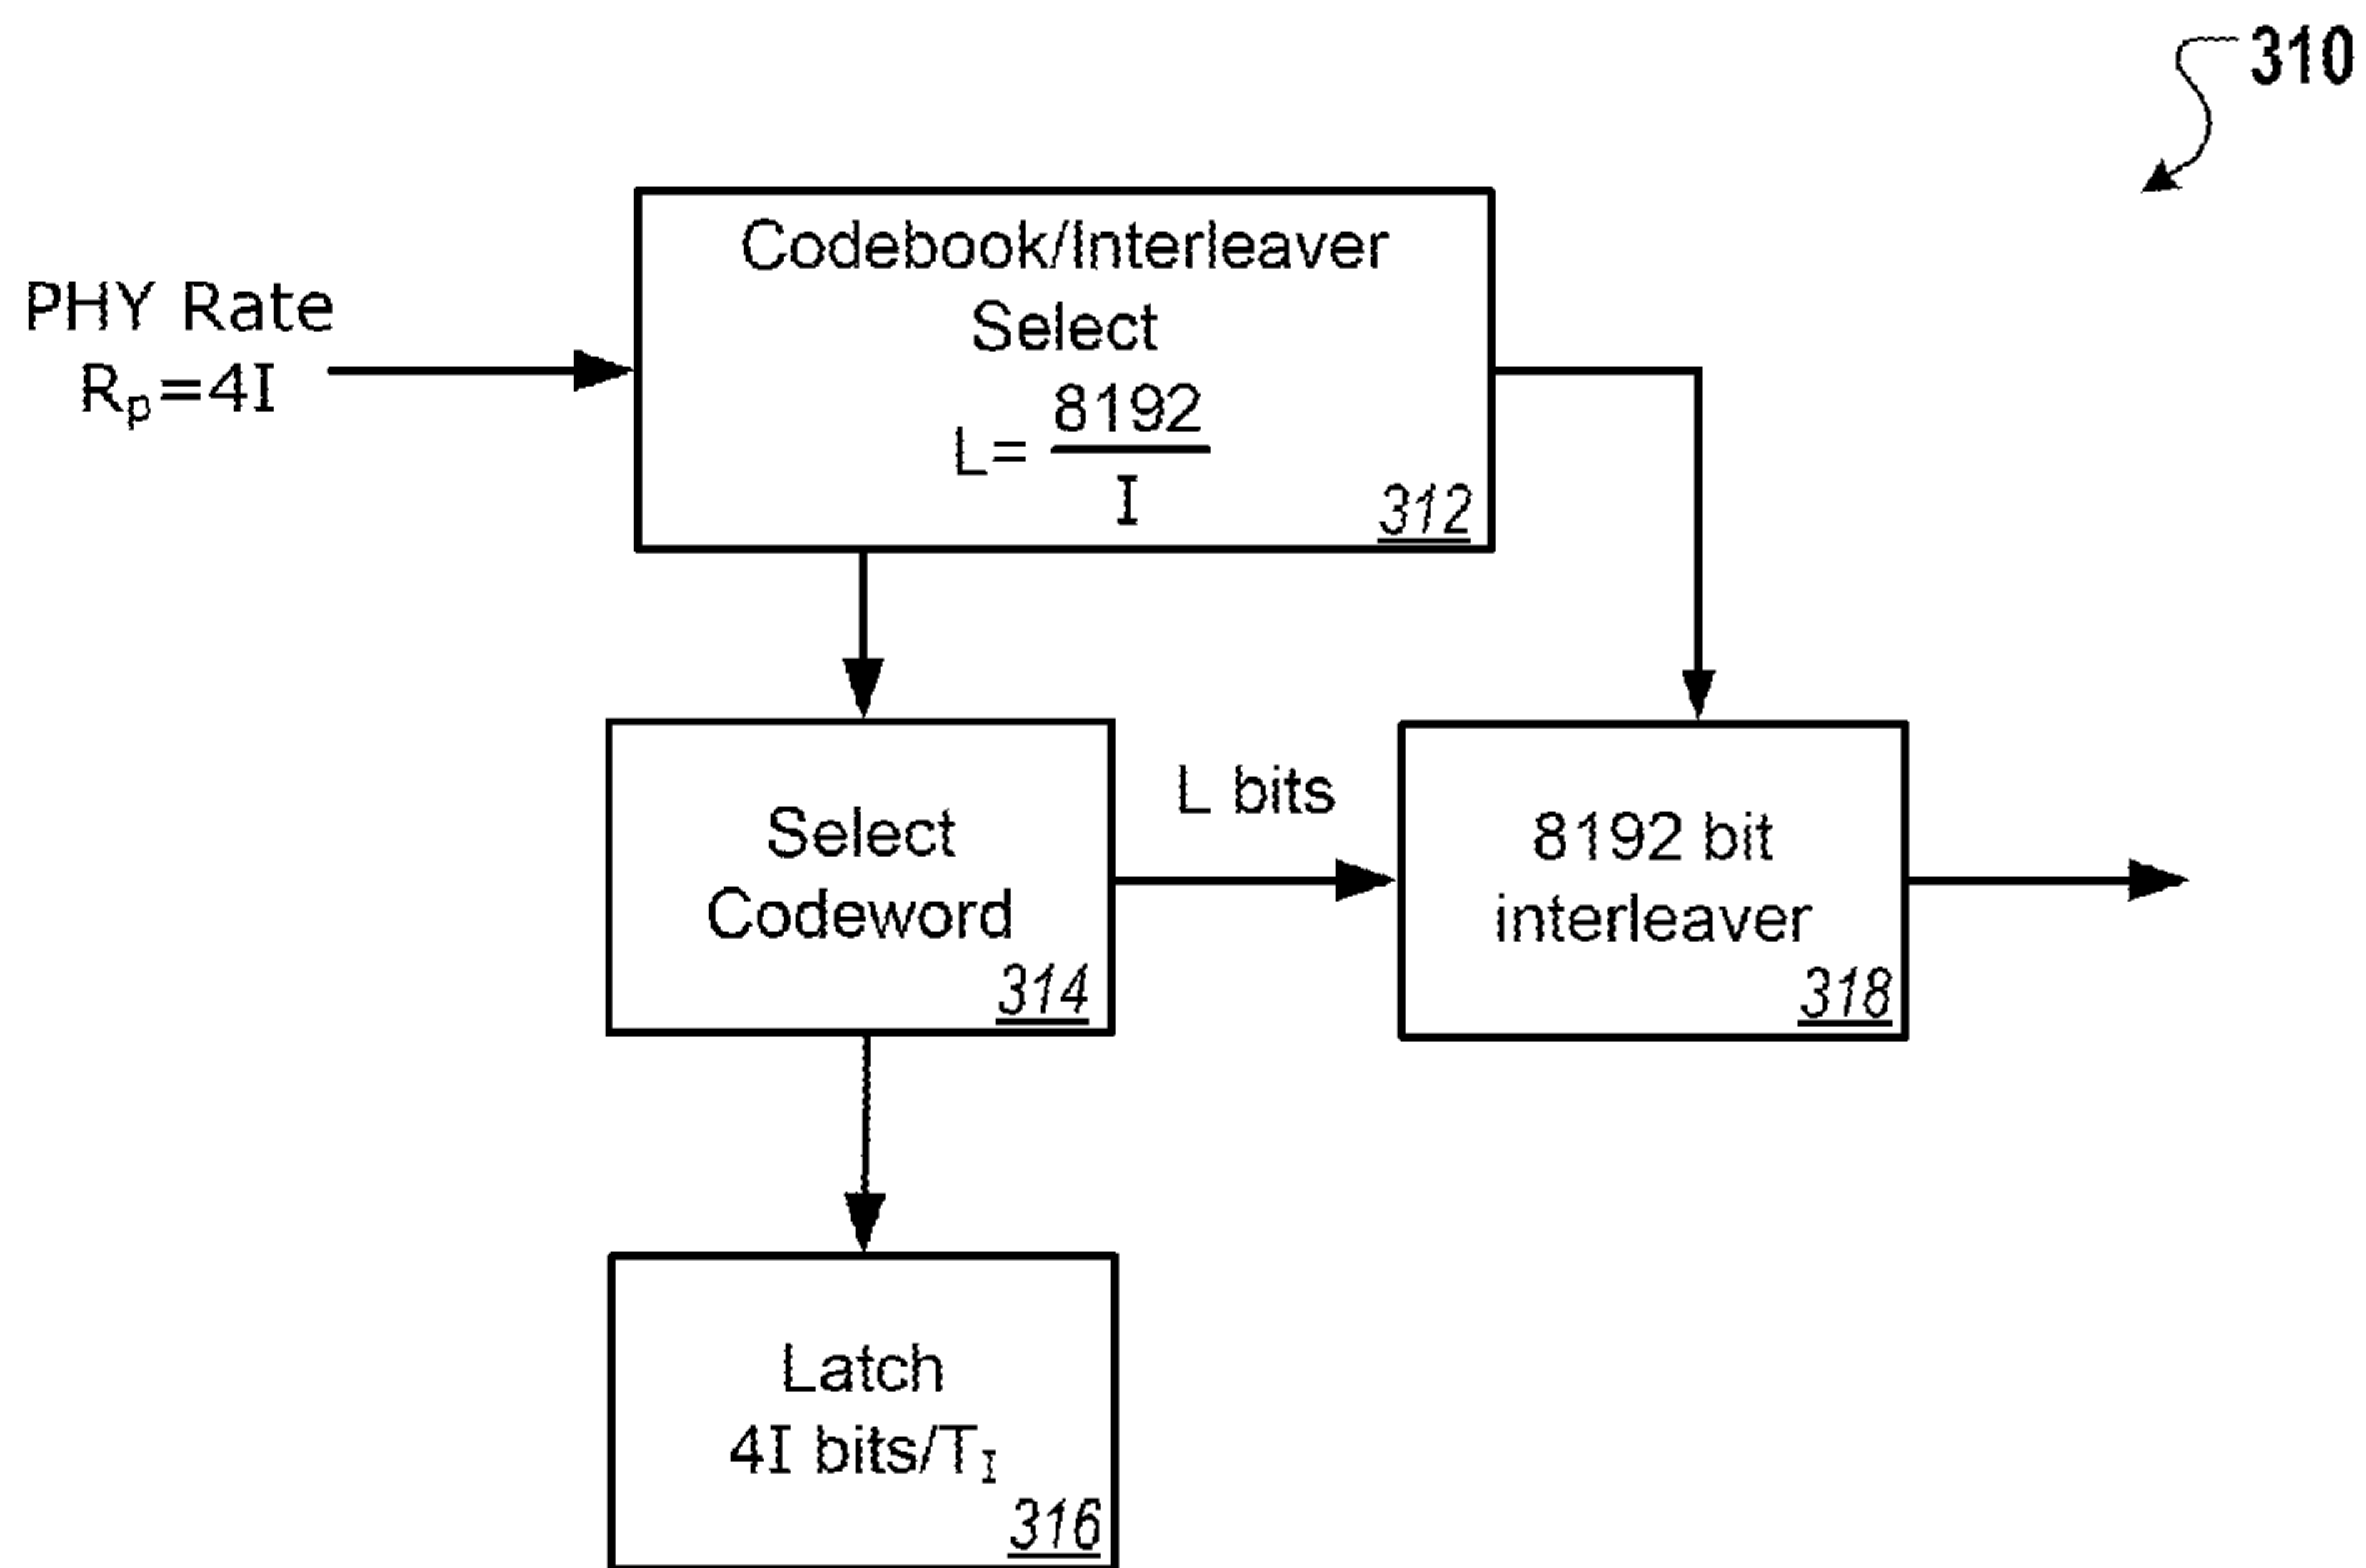 310
PHY Rate
Rp=4I
Codebook/Interleaver
Select
L= 8192
I
312
Select
Codeword
314
L bits
8192 bit
interleaver
318
Latch
4I bits/TI
316